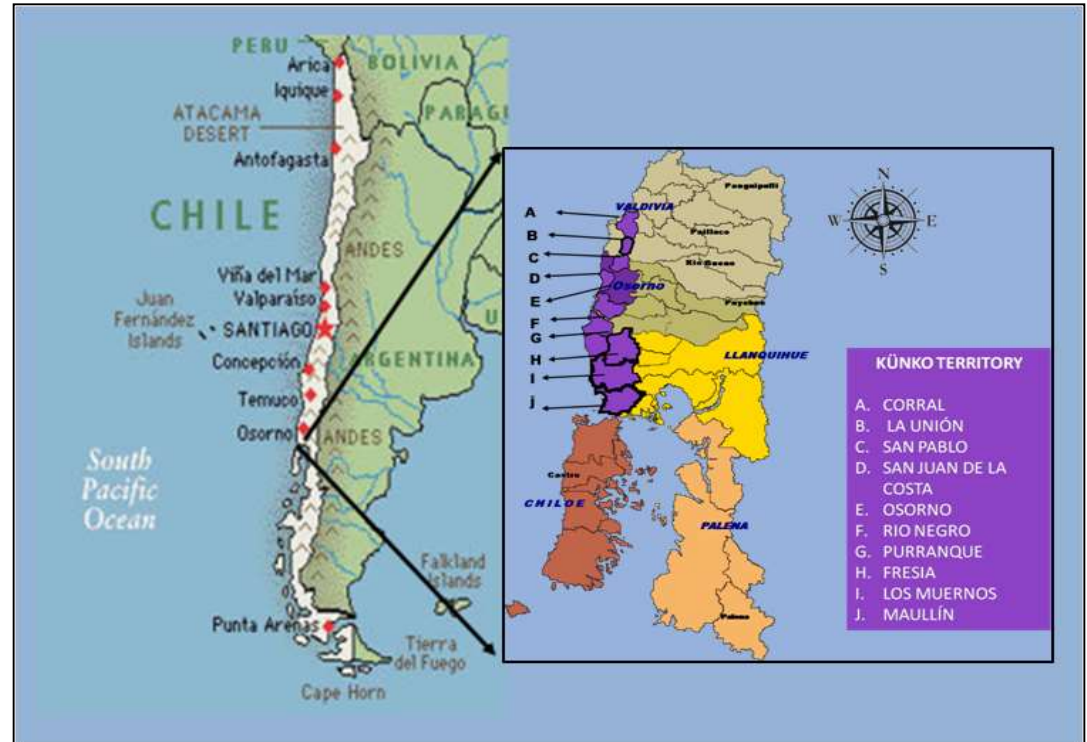 PERU
Arica
BOLIVIA
Iquique
PARAG
ATACAMA
DESERT
Antofagasta
CHILE
ANDES
Viña del Mar
Valparaíso
Juan
Fernández
Islands
SANTIAGO
ARGENTINA
U
Concepción
Temuco
Osorno
ANDES
South
Pacific
Ocean
Falkland
Islands
Punta Arenas
Tierra
del Fuego
Cape Horn
Panguipulli
VALDIVIA
A
Paillaco
B
C
Rio Bueno
D
Osorno
E
Puyehue
F
G
LLANQUIHUE
H
I
J
Castro
CHILOE
PALENA
Palena
N
W
E
S
KÜNKO TERRITORY
A. CORRAL
B. LA UNIÓN
C. SAN PABLO
D. SAN JUAN DE LA
COSTA
E. OSORNO
F. RIO NEGRO
G. PURRANQUE
H. FRESIA
I. LOS MUERNOS
J. MAULLÍN